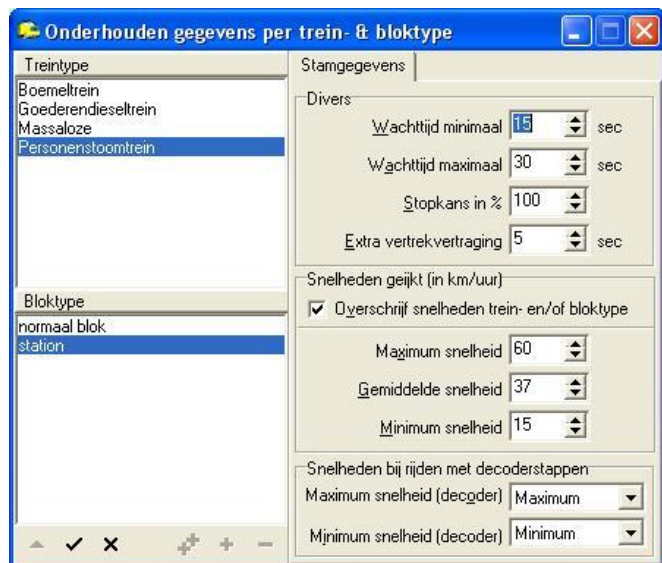 Onderhouden gegevens per trein- & bloktype
Treintype
Boemeltrein
Goederendieseltrein
Massaloze
Personenstoomtrein
Bloktype
normaal blok
station
Stamgegevens
Divers
Wachttijd minimaal 15 sec
Wachttijd maximaal 30 sec
Stopkans in % 100
Extra vertrekvertraging 5 sec
Snelheden geijkt (in km/uur)
Overschrijf snelheden trein- en/of bloktype
Maximum snelheid 60
Gemiddelde snelheid 37
Minimum snelheid 15
Snelheden bij rijden met decoderstappen
Maximum snelheid (decoder) Maximum
Minimum snelheid (decoder) Minimum